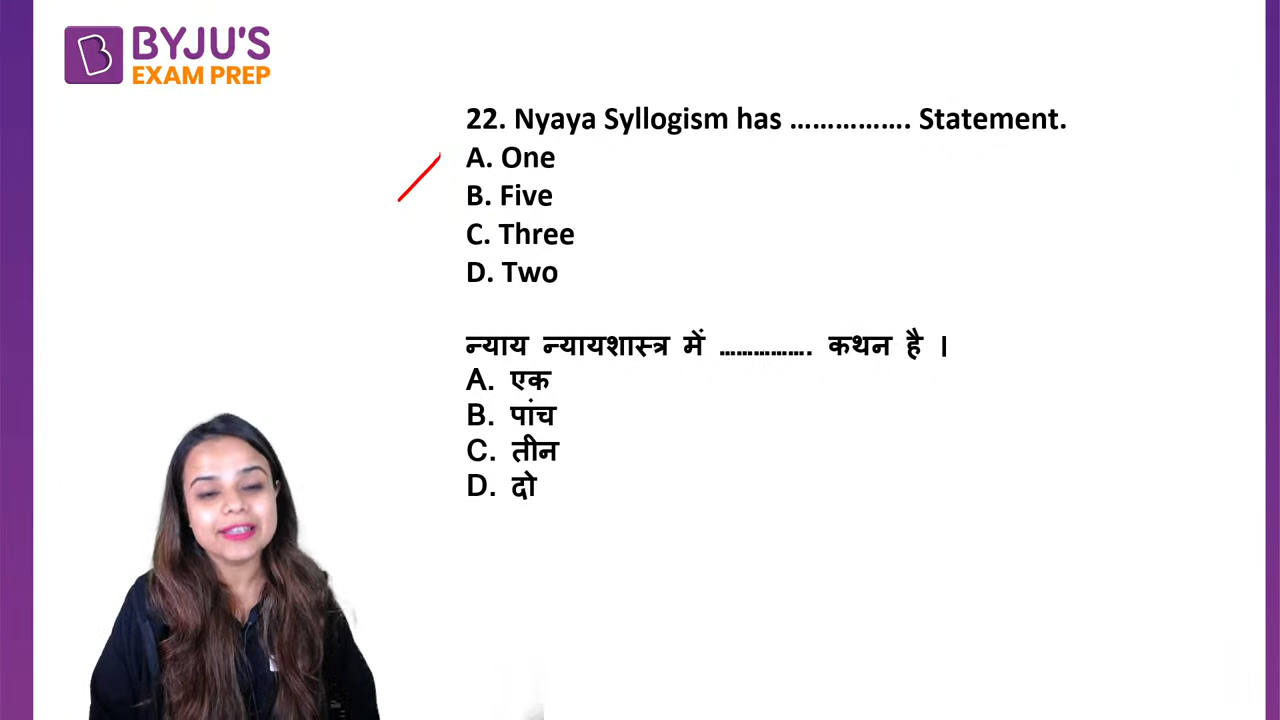 BYJU'S
EXAM PREP
22. Nyaya Syllogism has ................ Statement.
A. One
B. Five
C. Three
D. Two
न्याय न्यायशास्त्र में ................ कथन है ।
A. एक
B. पांच
C. तीन
D. दो